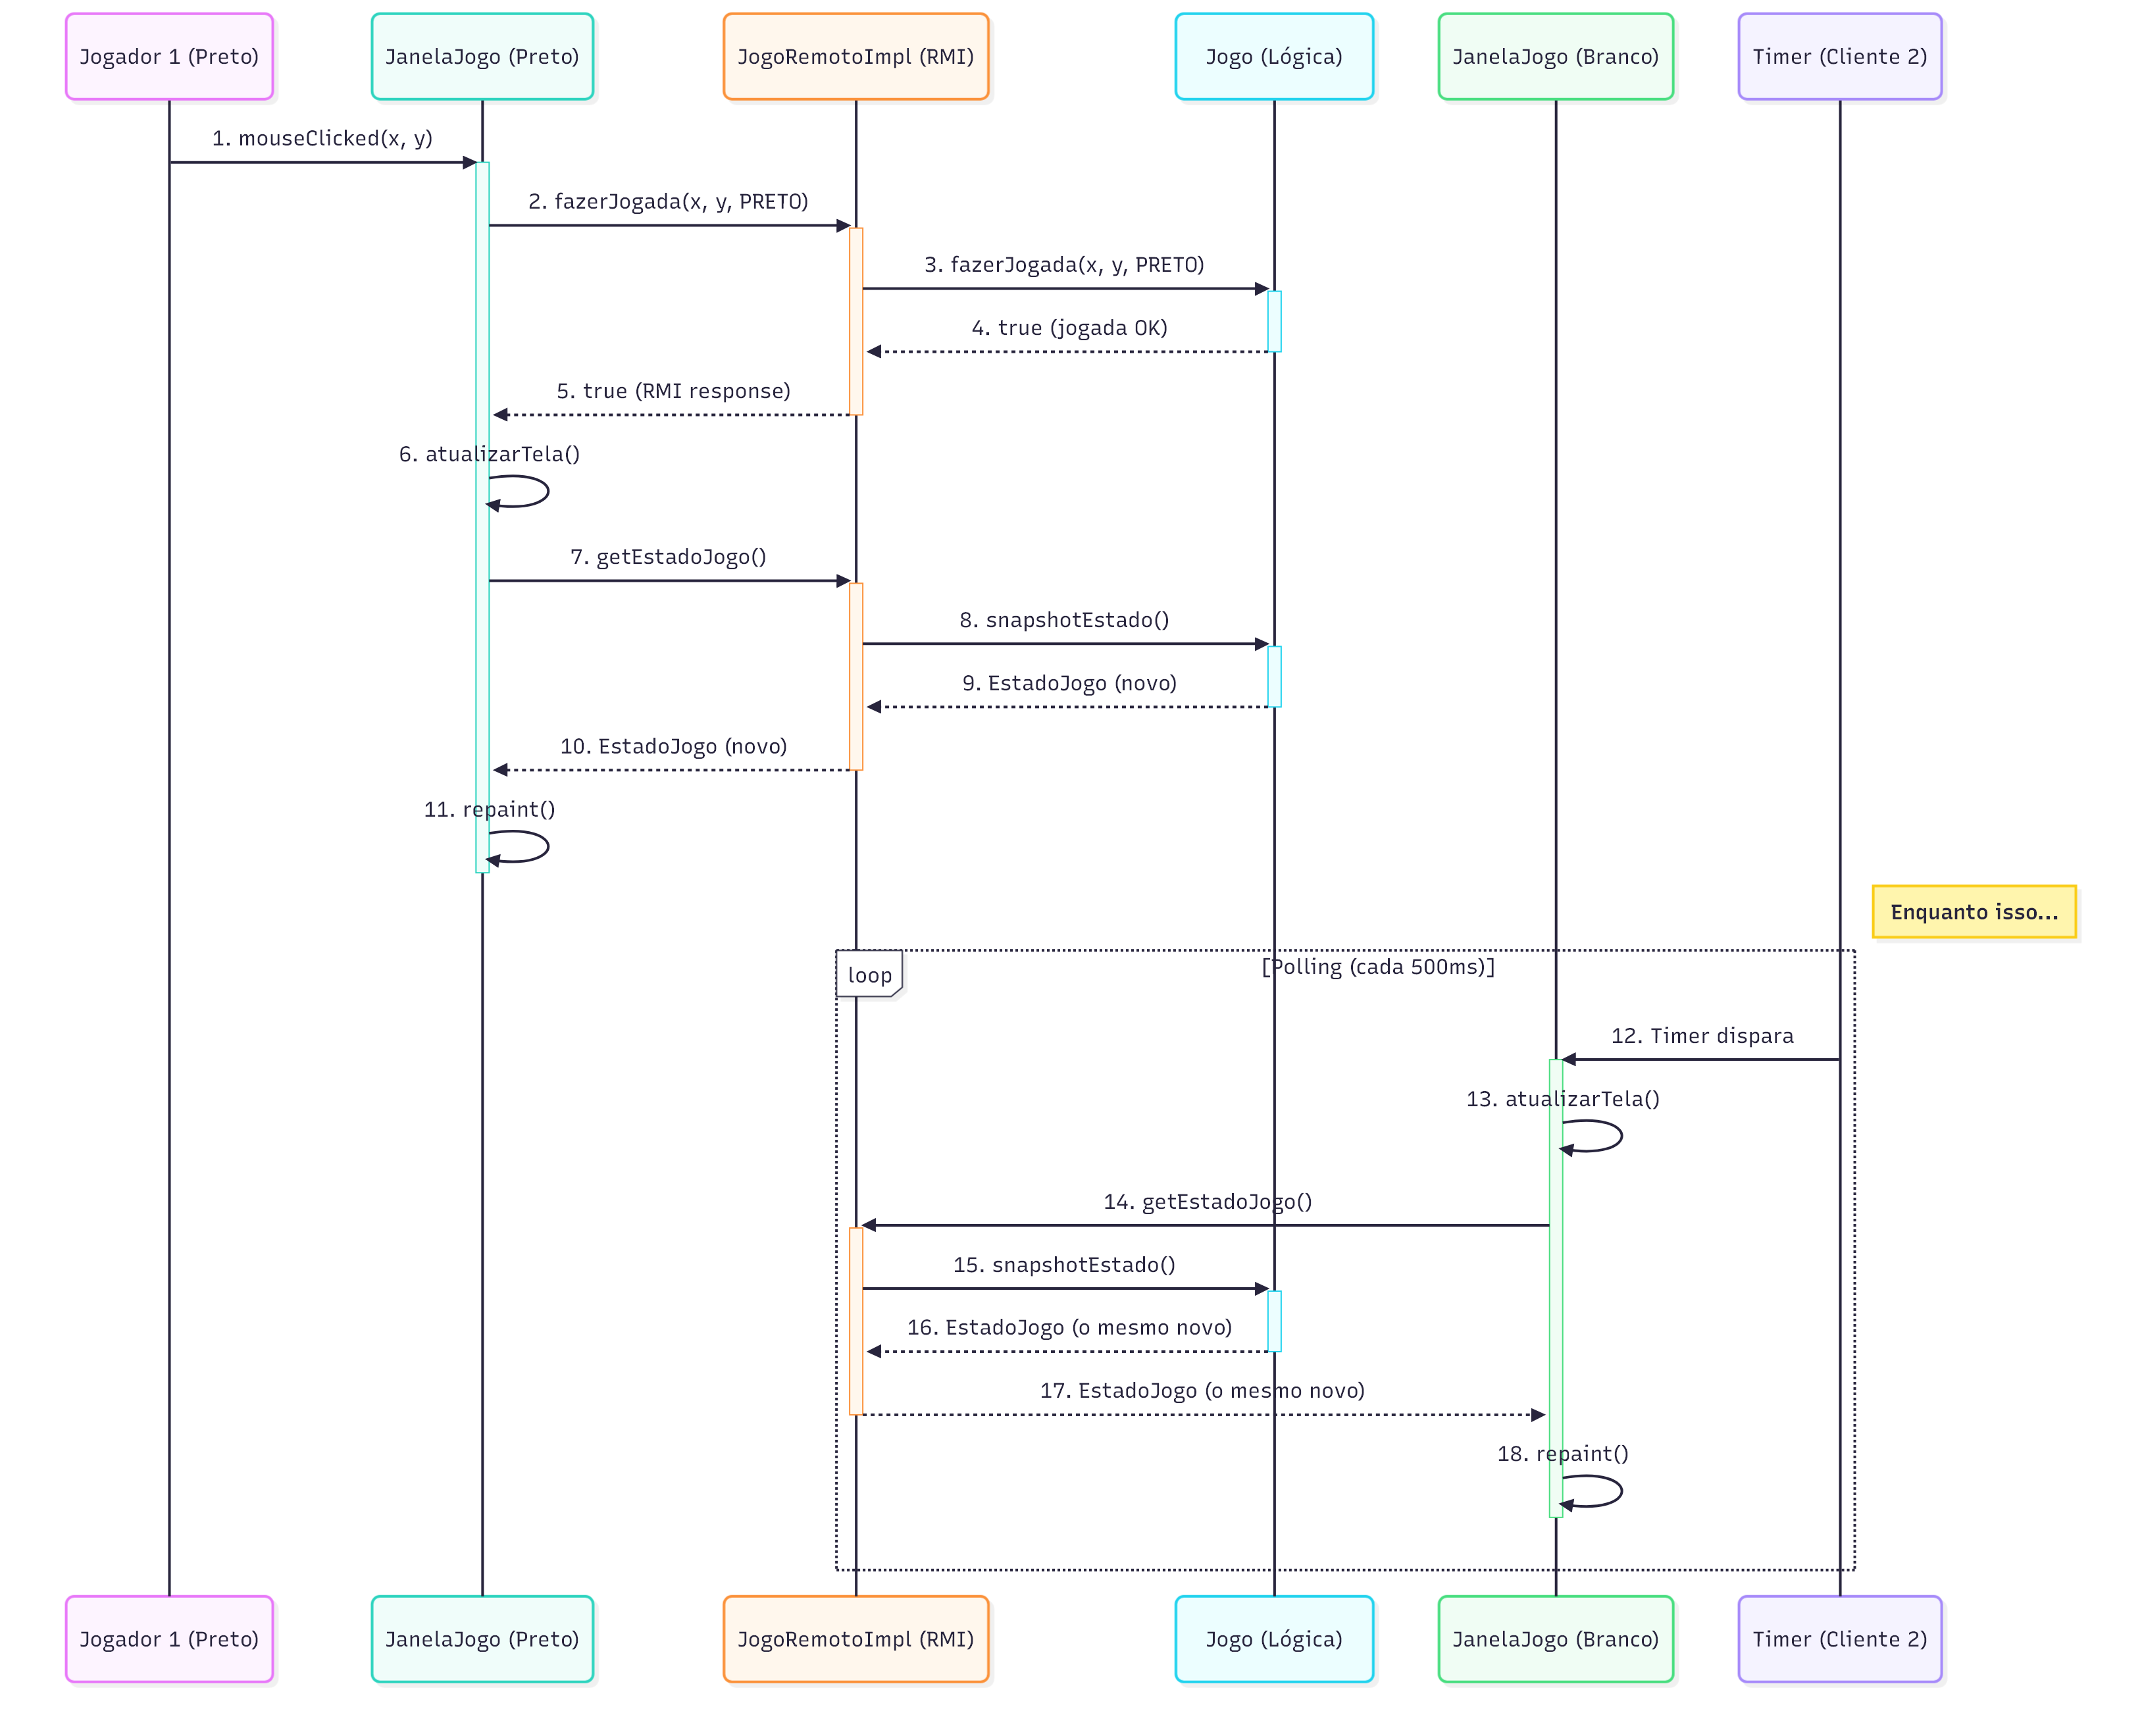 Jogador 1 (Preto)
JanelaJogo (Preto)
JogoRemotoImpl (RMI)
Jogo (Lógica)
JanelaJogo (Branco)
Timer (Cliente 2)
1. mouseClicked(x, y)
2. fazerJogada(x, y, PRETO)
3. fazerJogada(x, y, PRETO)
4. true (jogada OK)
5. true (RMI response)
6. atualizarTela()
7. getEstadoJogo()
8. snapshotEstado()
9. EstadoJogo (novo)
10. EstadoJogo (novo)
11. repaint()
Enquanto isso...
loop
[Polling (cada 500ms)]
12. Timer dispara
13. atualizarTela()
14. getEstadoJogo()
15. snapshotEstado()
16. EstadoJogo (o mesmo novo)
17. EstadoJogo (o mesmo novo)
18. repaint()
Jogador 1 (Preto)
JanelaJogo (Preto)
JogoRemotoImpl (RMI)
Jogo (Lógica)
JanelaJogo (Branco)
Timer (Cliente 2)